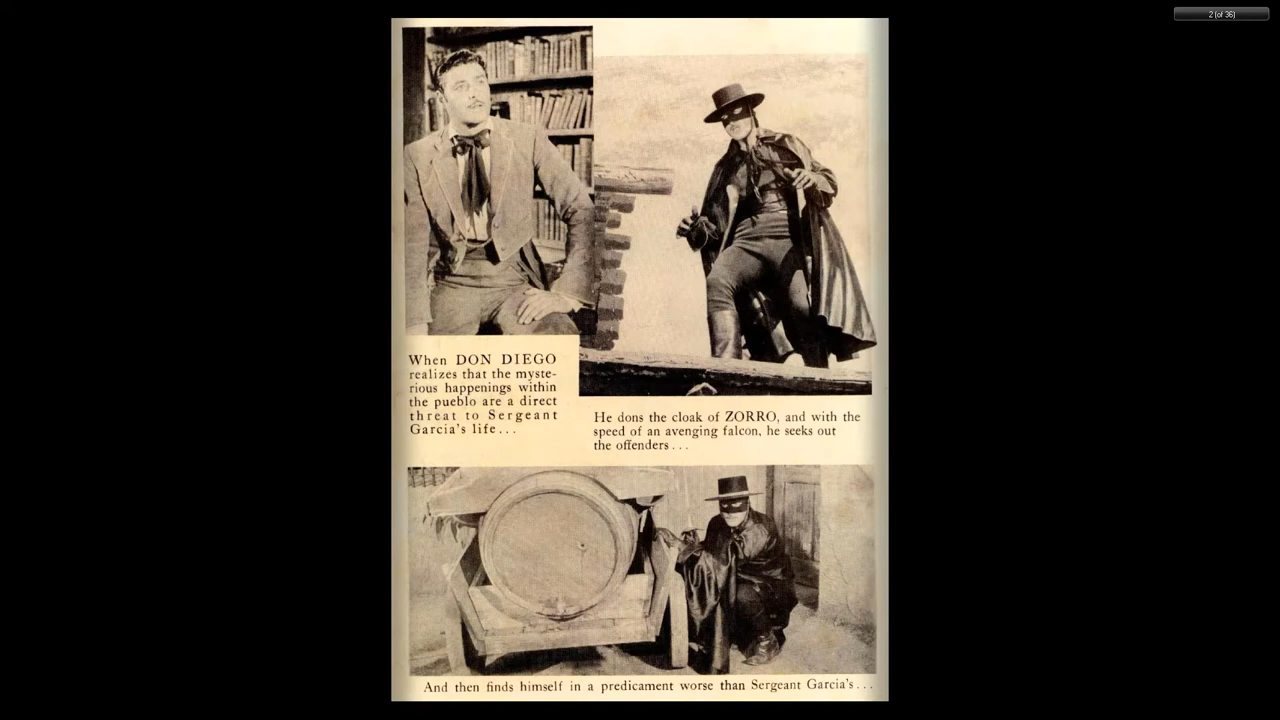 2 (of 36)
When DON DIEGO
realizes that the myste-
rious happenings within
the pueblo are a direct
threat to Sergeant
Garcia's life...
He dons the cloak of ZORRO, and with the
speed of an avenging falcon, he seeks out
the offenders...
And then finds himself in a predicament worse than Sergeant Garcia's...